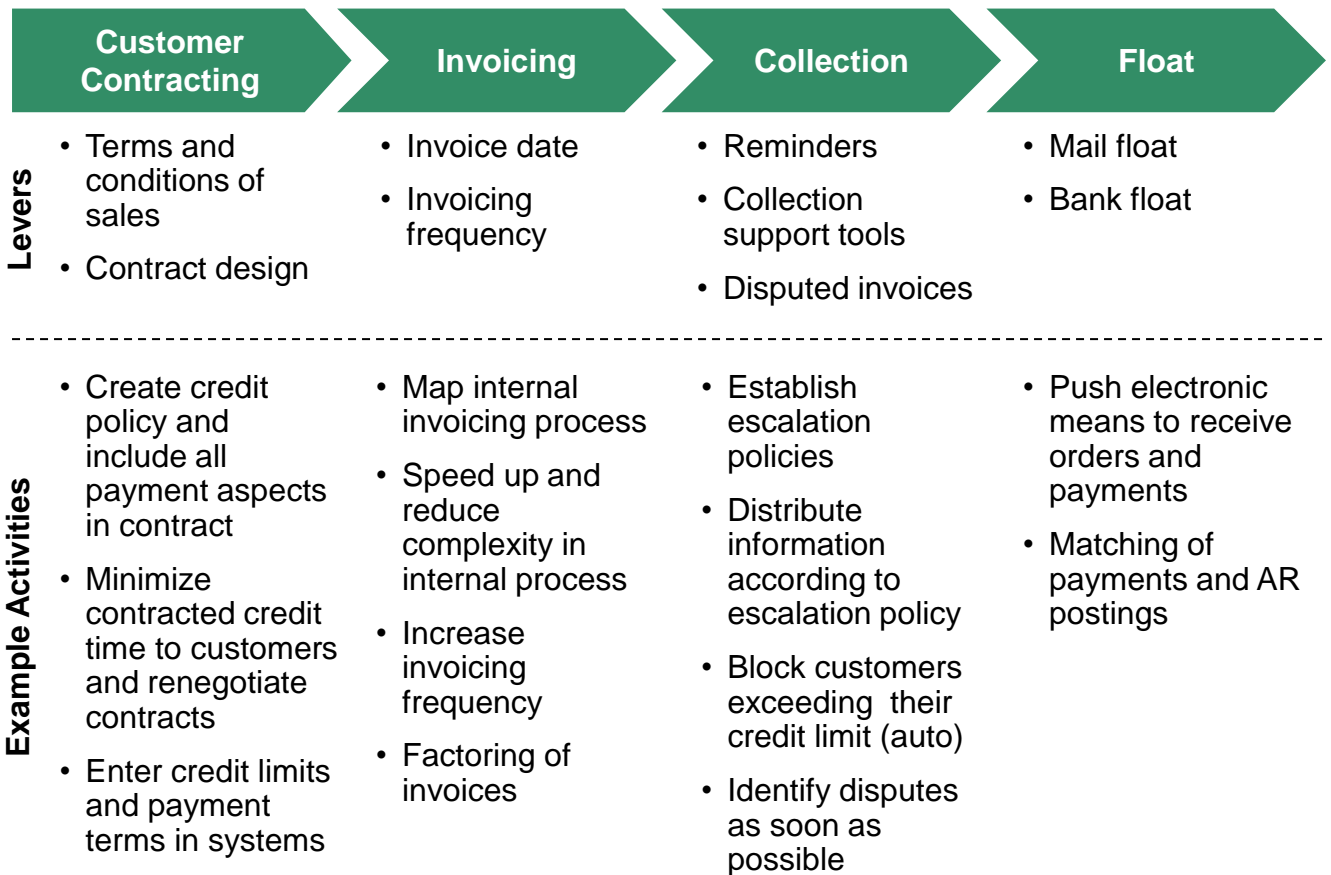 Customer
Contracting
Invoicing
Collection
Float
Levers
• Terms and
conditions of
sales
• Contract design
• Invoice date
• Invoicing
frequency
• Reminders
• Collection
support tools
• Disputed invoices
• Mail float
• Bank float
Example Activities
• Create credit
policy and
include all
payment aspects
in contract
• Minimize
contracted credit
time to customers
and renegotiate
contracts
• Enter credit limits
and payment
terms in systems
• Map internal
invoicing process
• Speed up and
reduce
complexity in
internal process
• Increase
invoicing
frequency
• Factoring of
invoices
• Establish
escalation
policies
• Distribute
information
according to
escalation policy
• Block customers
exceeding their
credit limit (auto)
• Identify disputes
as soon as
possible
• Push electronic
means to receive
orders and
payments
• Matching of
payments and AR
postings